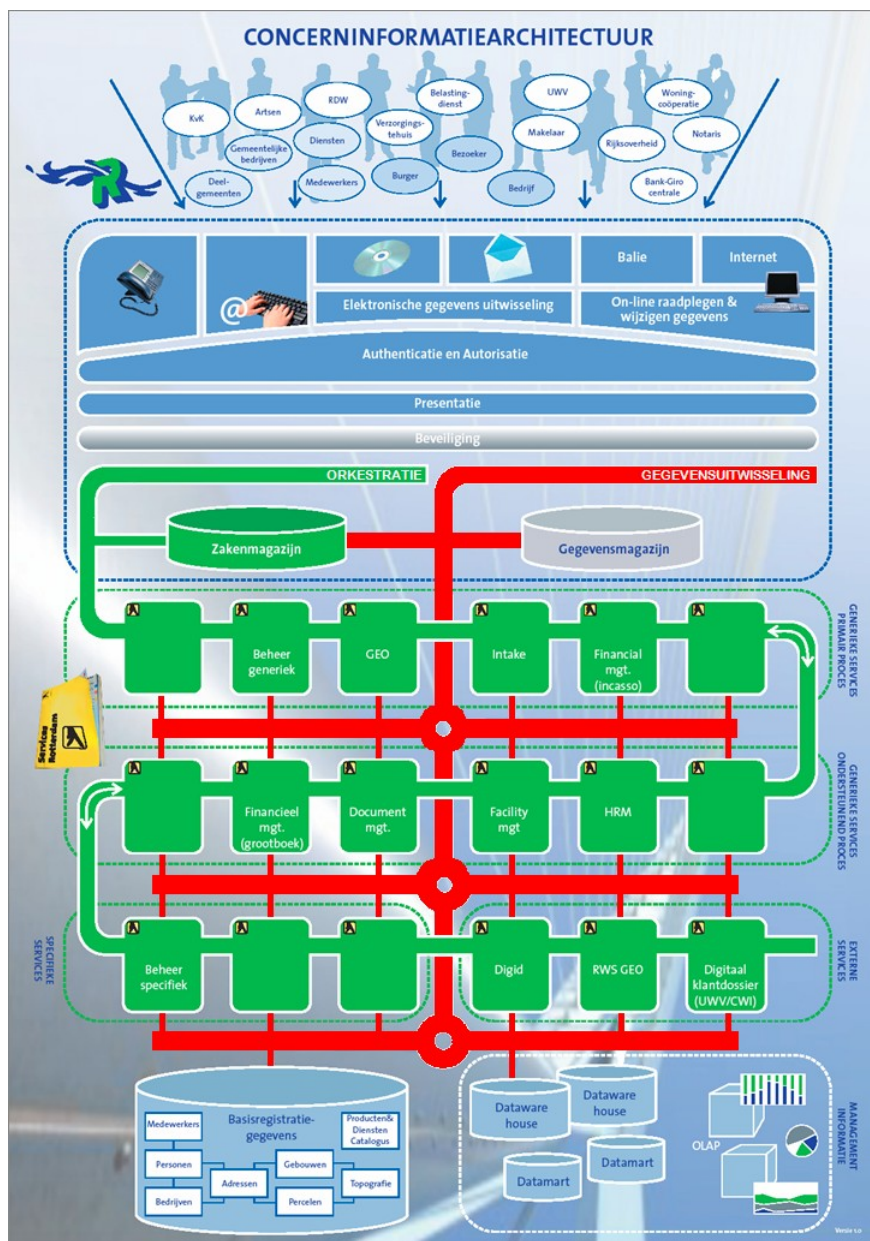 CONCERNINFORMATIEARCHITECTUUR
KvK
Artsen
RDW
Belasting-
dienst
UWV
Woning-
coöperatie
Gemeentelijke
bedrijven
Diensten
Verzorgings-
tehuis
Bezoeker
Makelaar
Rijksoverheid
Notaris
Deel-
gemeenten
Medewerkers
Burger
Bedrijf
Bank-Giro
centrale
R
Balie
Internet
@
Elektronische gegevens uitwisseling
On-line raadplegen &
wijzigen gegevens
Authenticatie en Autorisatie
Presentatie
Beveiliging
ORKESTRATIE
GEGEVENSUITWISSELING
Zakenmagazijn
Gegevensmagazijn
GENERIEKE SERVICES
PRIMAIR PROCES
Beheer
generiek
GEO
Intake
Financial
mgt.
(incasso)
Services
Rotterdam
GENERIEKE SERVICES
ONDERSTEUNEND PROCES
Financieel
mgt.
(grootboek)
Document
mgt.
Facility
mgt
HRM
SPECIFIEKE
SERVICES
EXTERNE
SERVICES
Beheer
specifiek
Digid
RWS GEO
Digitaal
klantdossier
(UWV/CWI)
Basisregistratie-
gegevens
Medewerkers
Producten&
Diensten
Catalogus
Personen
Adressen
Gebouwen
Topografie
Bedrijven
Percelen
Dataware
house
Dataware
house
Datamart
Datamart
OLAP
MANAGEMENT
INFORMATIE
Versie 1.0